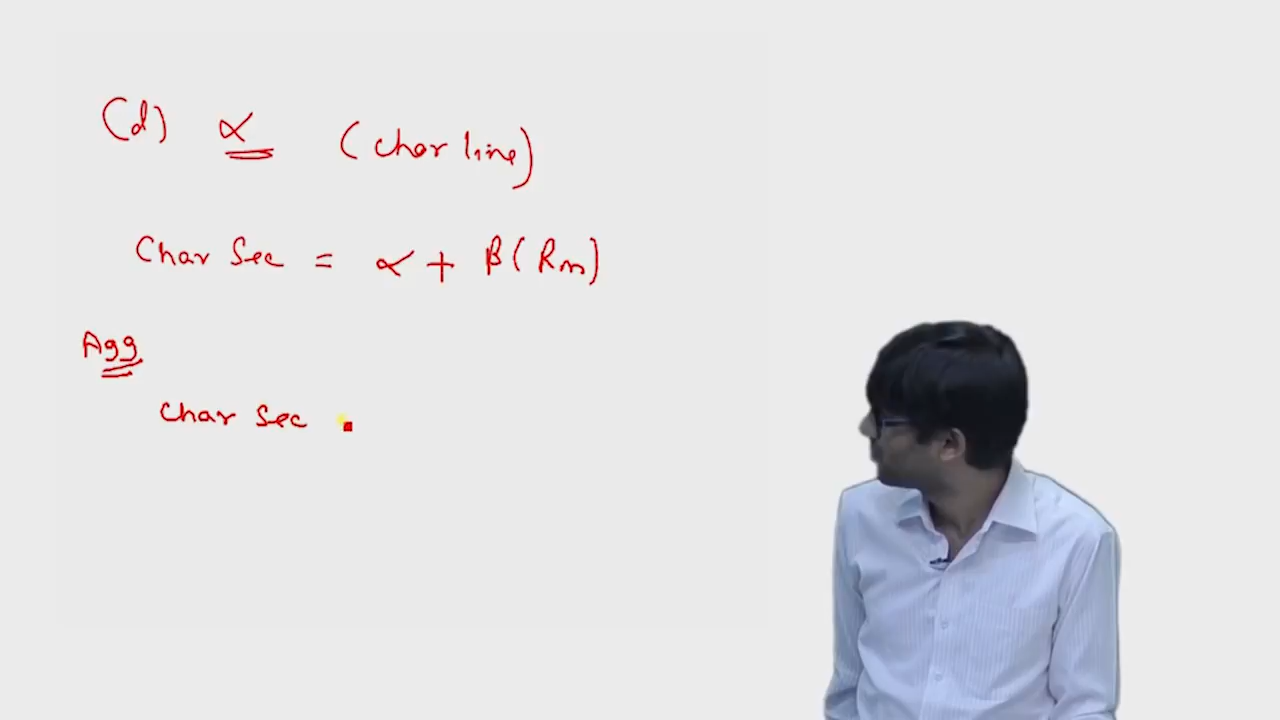 (d) α (Char line)
Char Sec = α + β(Rm)
Agg
Char Sec